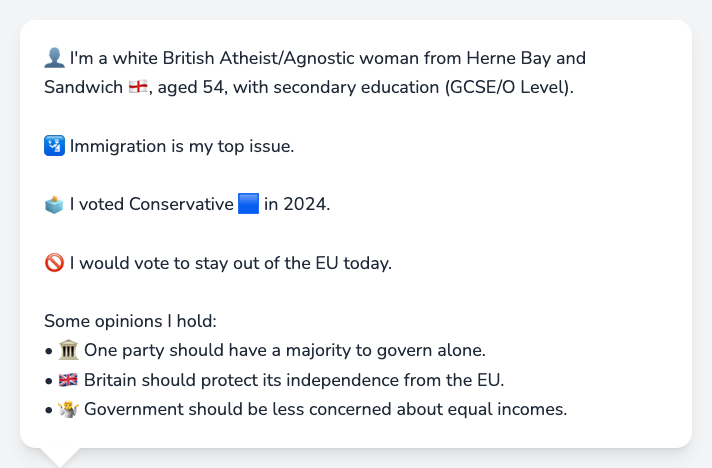 👤 I'm a white British Atheist/Agnostic woman from Herne Bay and
Sandwich 🏴󠁧󠁢󠁥󠁮󠁧󠁿, aged 54, with secondary education (GCSE/O Level).
🛂 Immigration is my top issue.
🗳️ I voted Conservative 🟦 in 2024.
🚫 I would vote to stay out of the EU today.
Some opinions I hold:
• 🏛️ One party should have a majority to govern alone.
• 🇬🇧 Britain should protect its independence from the EU.
• 🤷 Government should be less concerned about equal incomes.